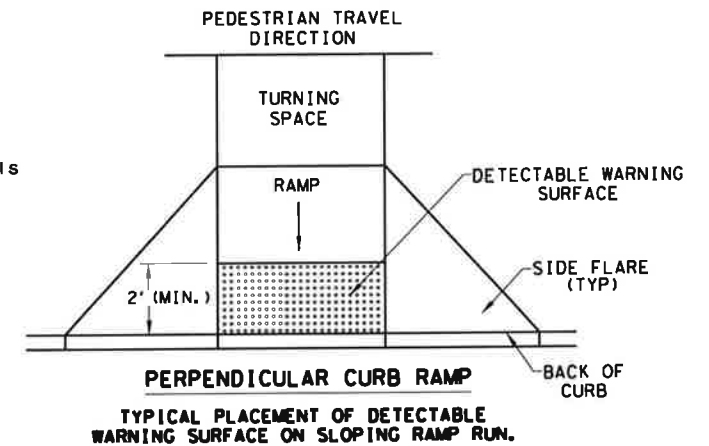 PEDESTRIAN TRAVEL
DIRECTION
TURNING
SPACE
ls
RAMP
DETECTABLE WARNING
SURFACE
2' (MIN.)
SIDE FLARE
(TYP)
PERPENDICULAR CURB RAMP
BACK OF
CURB
TYPICAL PLACEMENT OF DETECTABLE
WARNING SURFACE ON SLOPING RAMP RUN.